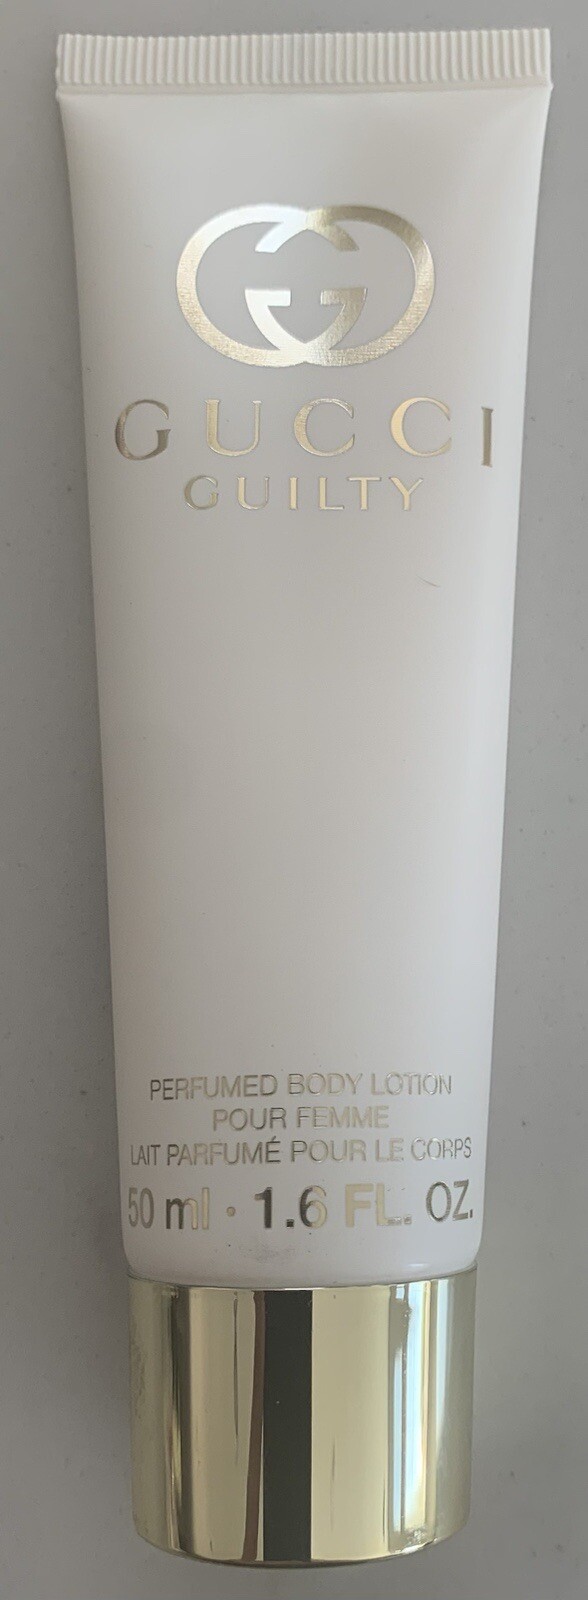 GUCCI
GUILTY
PERFUMED BODY LOTION
POUR FEMME
LAIT PARFUMÉ POUR LE CORPS
50 ml · 1.6 FL. OZ.